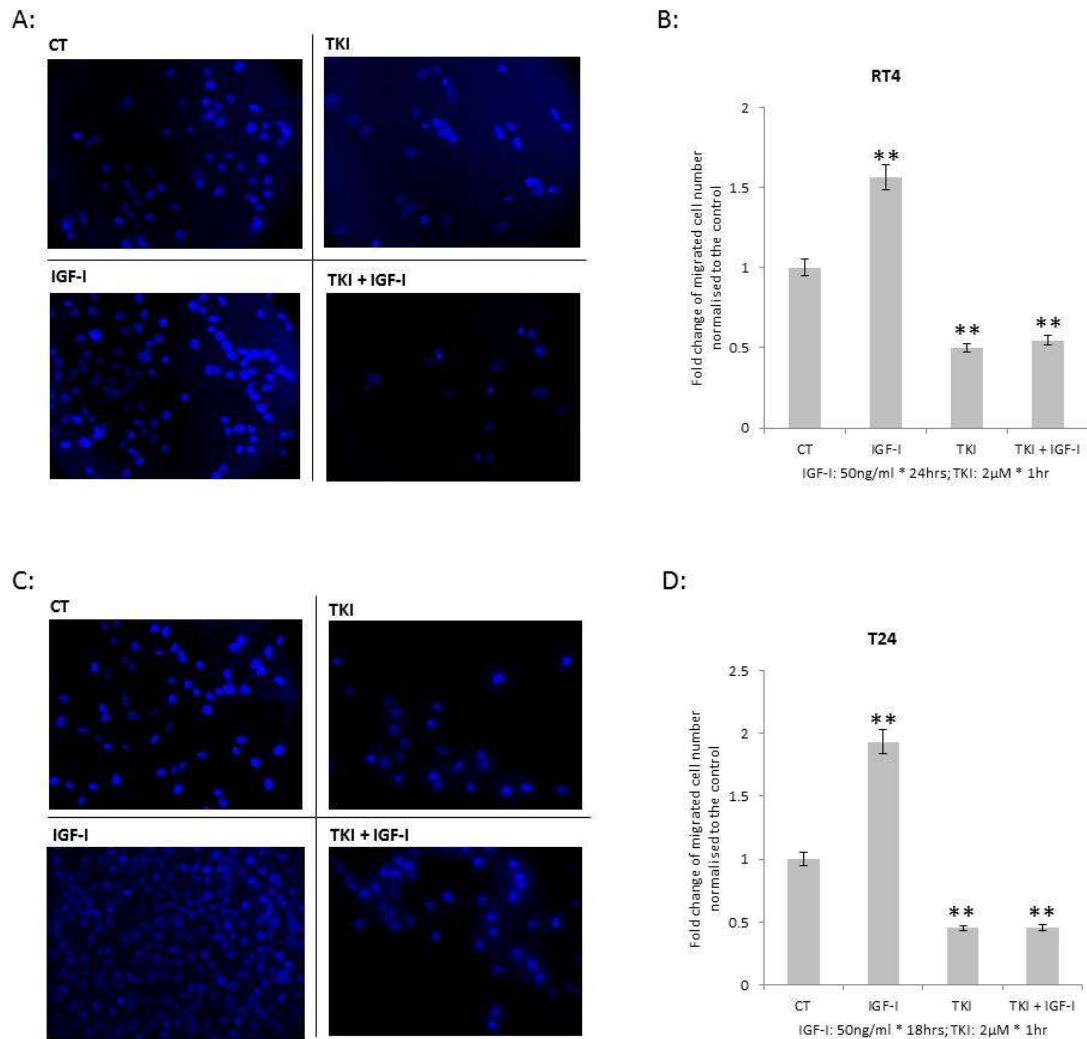 A:
CT
TKI
IGF-I
TKI + IGF-I
B:
RT4
Fold change of migrated cell number
normalised to the control
2
1.5
1
0.5
0
**
**
**
CT
IGF-I
TKI
TKI + IGF-I
IGF-I: 50ng/ml * 24hrs; TKI: 2µM * 1hr
C:
CT
TKI
IGF-I
TKI + IGF-I
D:
T24
Fold change of migrated cell number
normalised to the control
2.5
2
1.5
1
0.5
0
**
**
**
CT
IGF-I
TKI
TKI + IGF-I
IGF-I: 50ng/ml * 18hrs; TKI: 2µM * 1hr